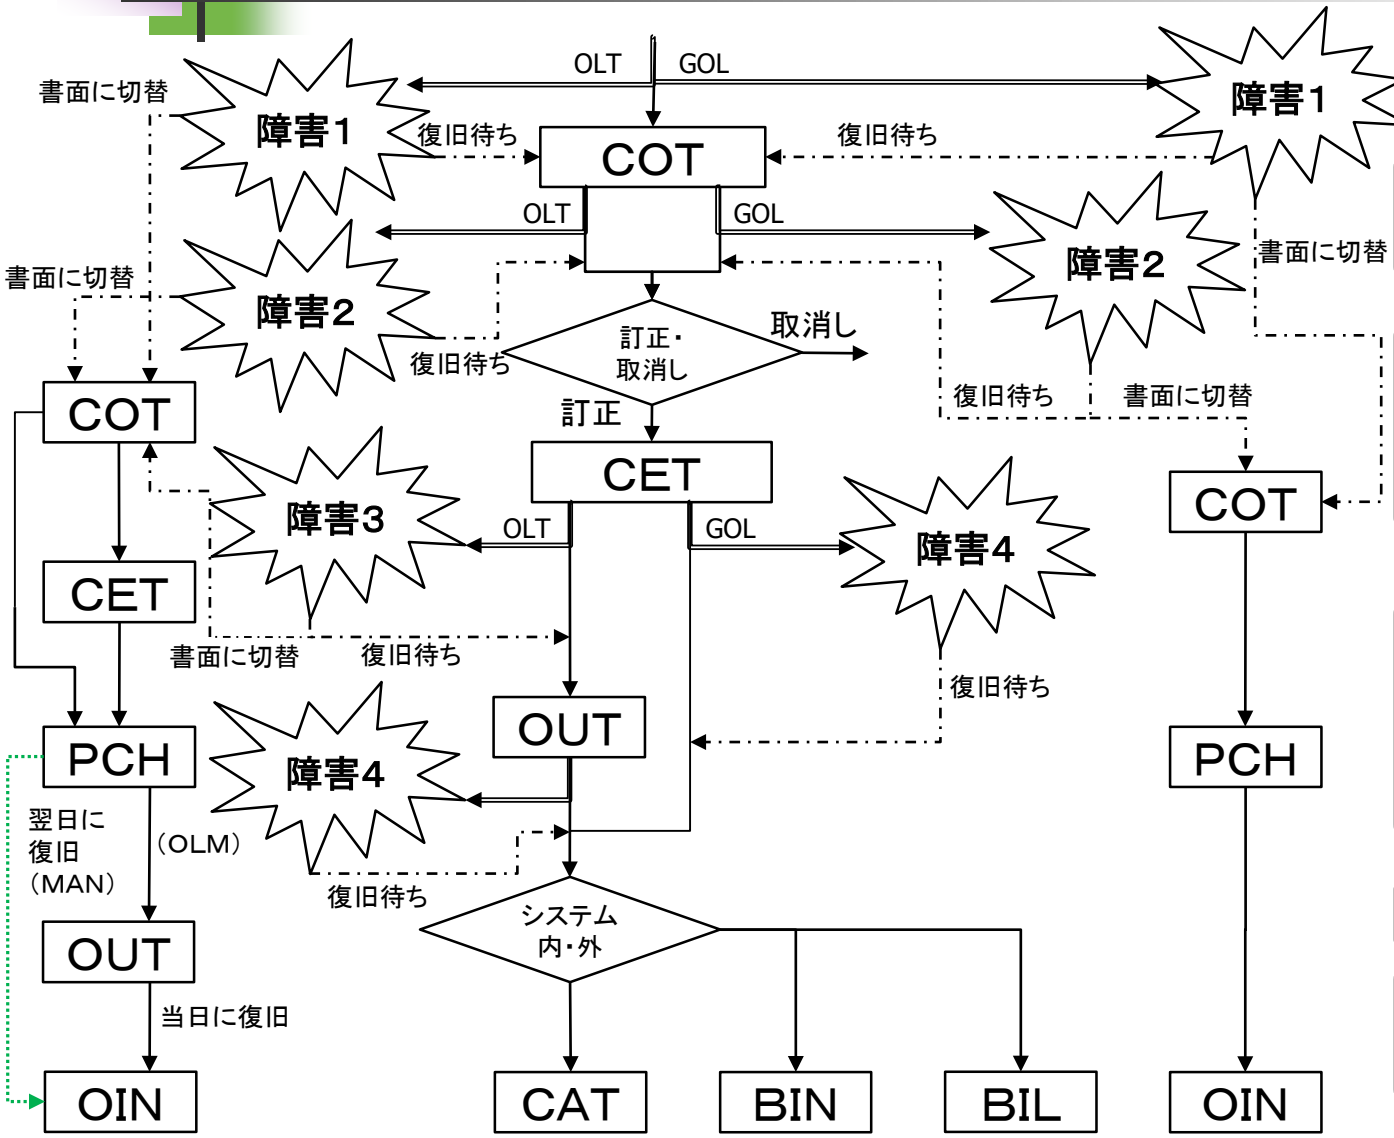 OLT
GOL
書面に切替
障害1
復旧待ち
COT
復旧待ち
障害1
OLT
GOL
書面に切替
障害2
復旧待ち
障害2
書面に切替
訂正・
取消し
取消し
復旧待ち
書面に切替
訂正
COT
CET
COT
障害3
OLT
GOL
障害4
CET
書面に切替
復旧待ち
復旧待ち
OUT
PCH
障害4
PCH
翌日に
復旧
(MAN)
(OLM)
復旧待ち
システム
内・外
OUT
当日に復旧
OIN
CAT
BIN
BIL
OIN